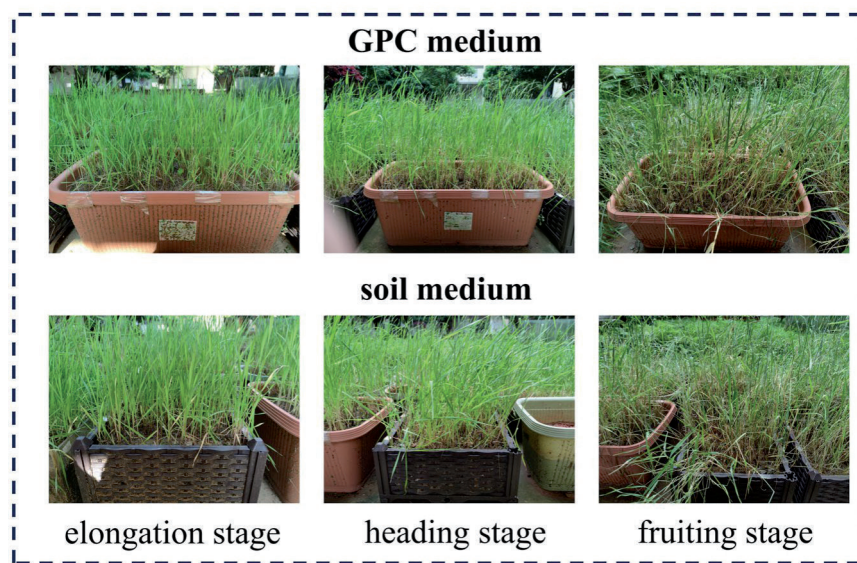 GPC medium
soil medium
elongation stage
heading stage
fruiting stage